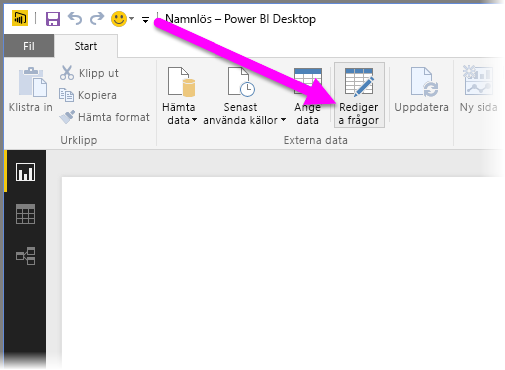 Namnlös – Power BI Desktop
Fil
Start
Klistra in
Klipp ut
Kopiera
Hämta format
Urklipp
Hämta
data
Senast
använda källor
Ange
data
Rediger
a frågor
Externa data
Uppdatera
Ny sida